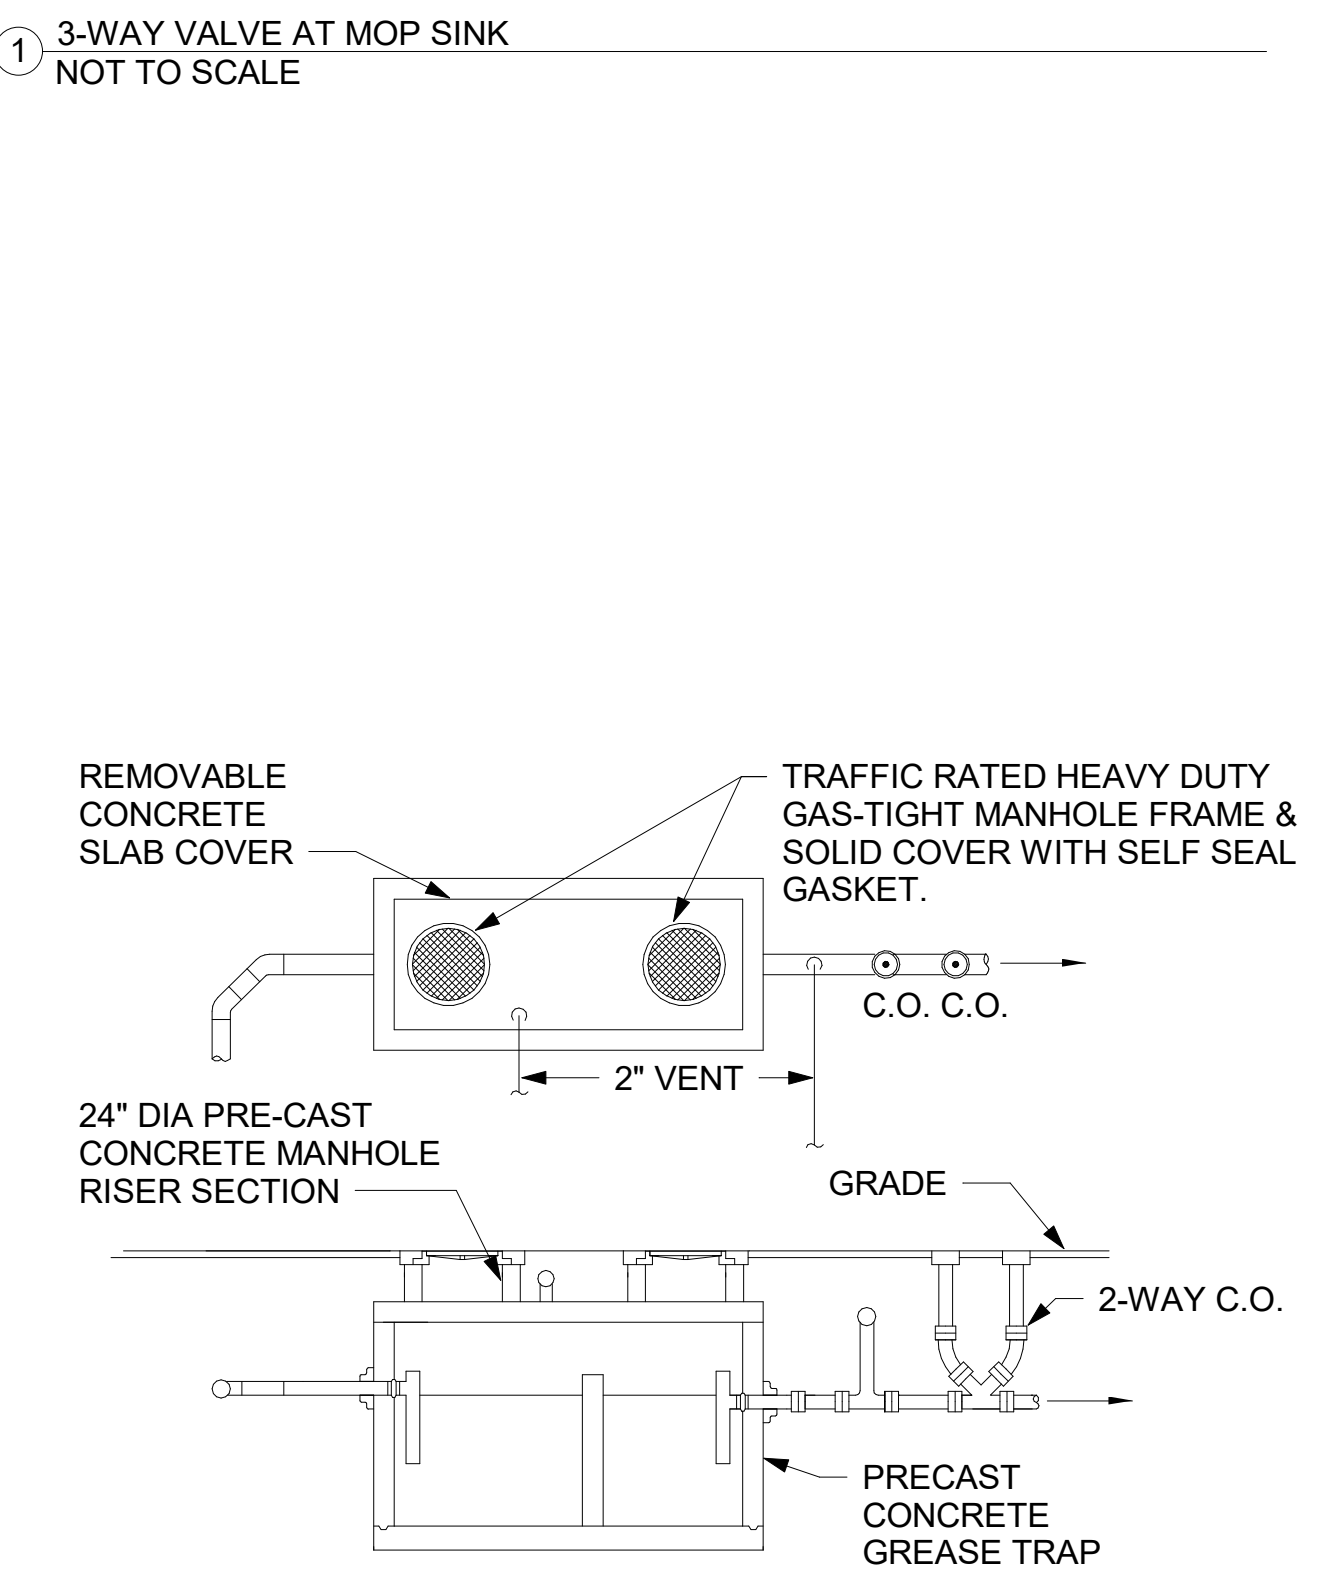 1
3-WAY VALVE AT MOP SINK
NOT TO SCALE
REMOVABLE
CONCRETE
SLAB COVER
TRAFFIC RATED HEAVY DUTY
GAS-TIGHT MANHOLE FRAME &
SOLID COVER WITH SELF SEAL
GASKET.
C.O. C.O.
2" VENT
24" DIA PRE-CAST
CONCRETE MANHOLE
RISER SECTION
GRADE
2-WAY C.O.
PRECAST
CONCRETE
GREASE TRAP